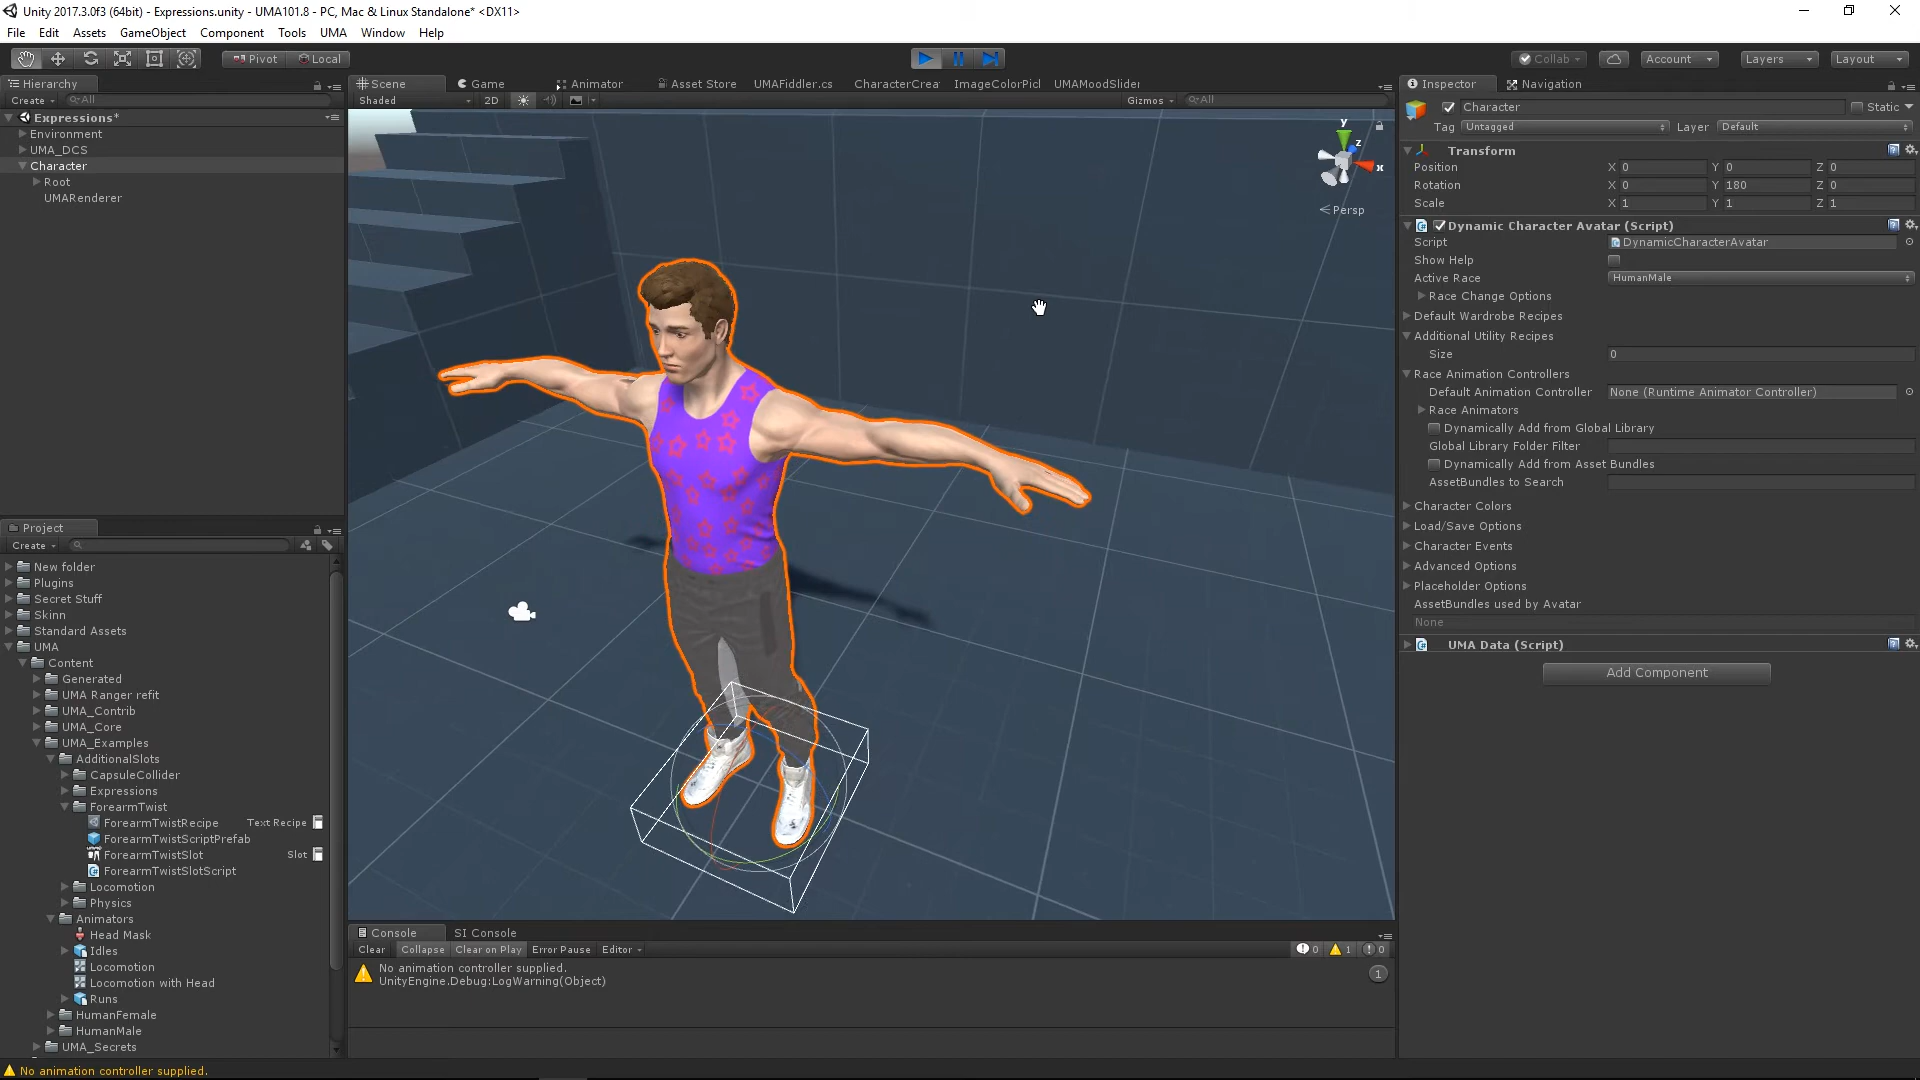 Unity 2017.3.0f3 (64bit) - Expressions.unity - UMA101.8 - PC, Mac & Linux Standalone* <DX11>
File Edit Assets GameObject Component Tools UMA Window Help
Pivot Local Collab Account Layers Layout
Hierarchy
Create All
Expressions*
Environment
UMA_DCS
Character
Root
UMARenderer
Project
Create
New folder
Plugins
Secret Stuff
Skinn
Standard Assets
UMA
Content
Generated
UMA Ranger refit
UMA_Contrib
UMA_Core
UMA_Examples
AdditionalSlots
CapsuleCollider
Expressions
ForearmTwist
ForearmTwistRecipe Text Recipe
ForearmTwistScriptPrefab
ForearmTwistSlot Slot
ForearmTwistSlotScript
Locomotion
Physics
Animators
Head Mask
Idles
Locomotion
Locomotion with Head
Runs
HumanFemale
HumanMale
UMA_Secrets
Scene Game Animator Asset Store UMAFiddler.cs CharacterCrea ImageColorPicl UMAMoodSlider
Shaded 2D Gizmos All
y
z
x
Persp
Console SI Console
Clear Collapse Clear on Play Error Pause Editor 0 1 0
No animation controller supplied.
UnityEngine.Debug:LogWarning(Object)
1
Inspector Navigation
Character Static
Tag Untagged Layer Default
Transform
Position X 0 Y 0 Z 0
Rotation X 0 Y 180 Z 0
Scale X 1 Y 1 Z 1
Dynamic Character Avatar (Script)
Script DynamicCharacterAvatar
Show Help
Active Race HumanMale
Race Change Options
Default Wardrobe Recipes
Additional Utility Recipes
Size 0
Race Animation Controllers
Default Animation Controller None (Runtime Animator Controller)
Race Animators
Dynamically Add from Global Library
Global Library Folder Filter
Dynamically Add from Asset Bundles
AssetBundles to Search
Character Colors
Load/Save Options
Character Events
Advanced Options
Placeholder Options
AssetBundles used by Avatar
None
UMA Data (Script)
Add Component
No animation controller supplied.